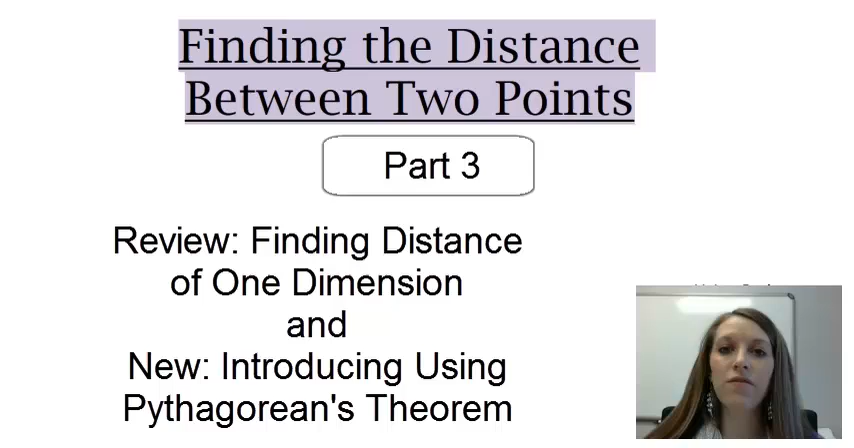 Finding the Distance
Between Two Points
Part 3
Review: Finding Distance
of One Dimension
and
New: Introducing Using
Pythagorean's Theorem